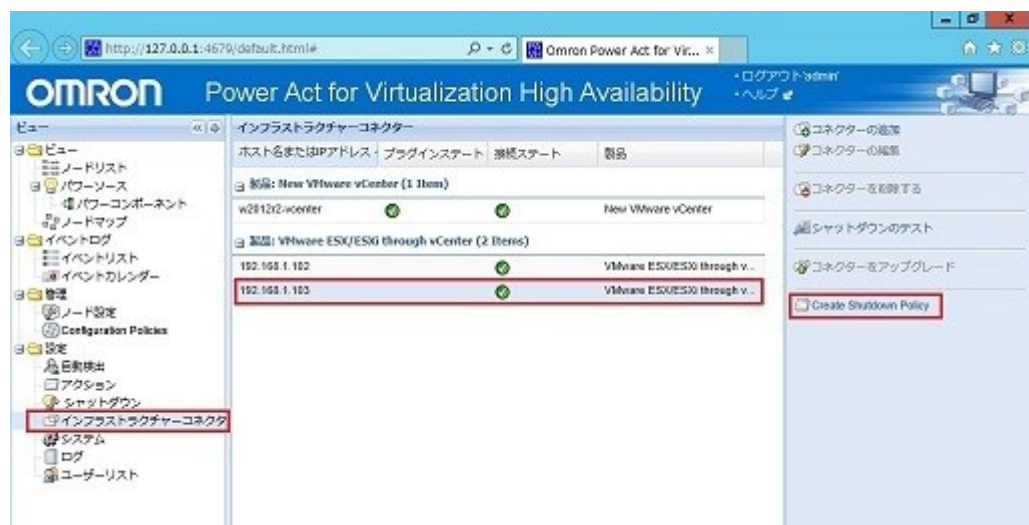 http://127.0.0.1:4679/default.html#
Omron Power Act for Vir... ×
OMRON Power Act for Virtualization High Availability
・ログアウト'admin'
・ヘルプ
ビュー
ビュー
ノードリスト
パワーソース
パワーコンポーネント
ノードマップ
イベントログ
イベントリスト
イベントカレンダー
管理
ノード設定
Configuration Policies
設定
自動検出
アクション
シャットダウン
インフラストラクチャーコネクタ
システム
ログ
ユーザーリスト
インフラストラクチャーコネクター
ホスト名またはIPアドレス プラグインステート 接続ステート 製品
製品: New VMware vCenter (1 Item)
w2012r2-vcenter New VMware vCenter
製品: VMware ESX/ESXi through vCenter (2 Items)
192.168.1.102 VMware ESX/ESXi through v...
192.168.1.103 VMware ESX/ESXi through v...
コネクターの追加
コネクターの編集
コネクターを削除する
シャットダウンのテスト
コネクターをアップグレード
Create Shutdown Policy